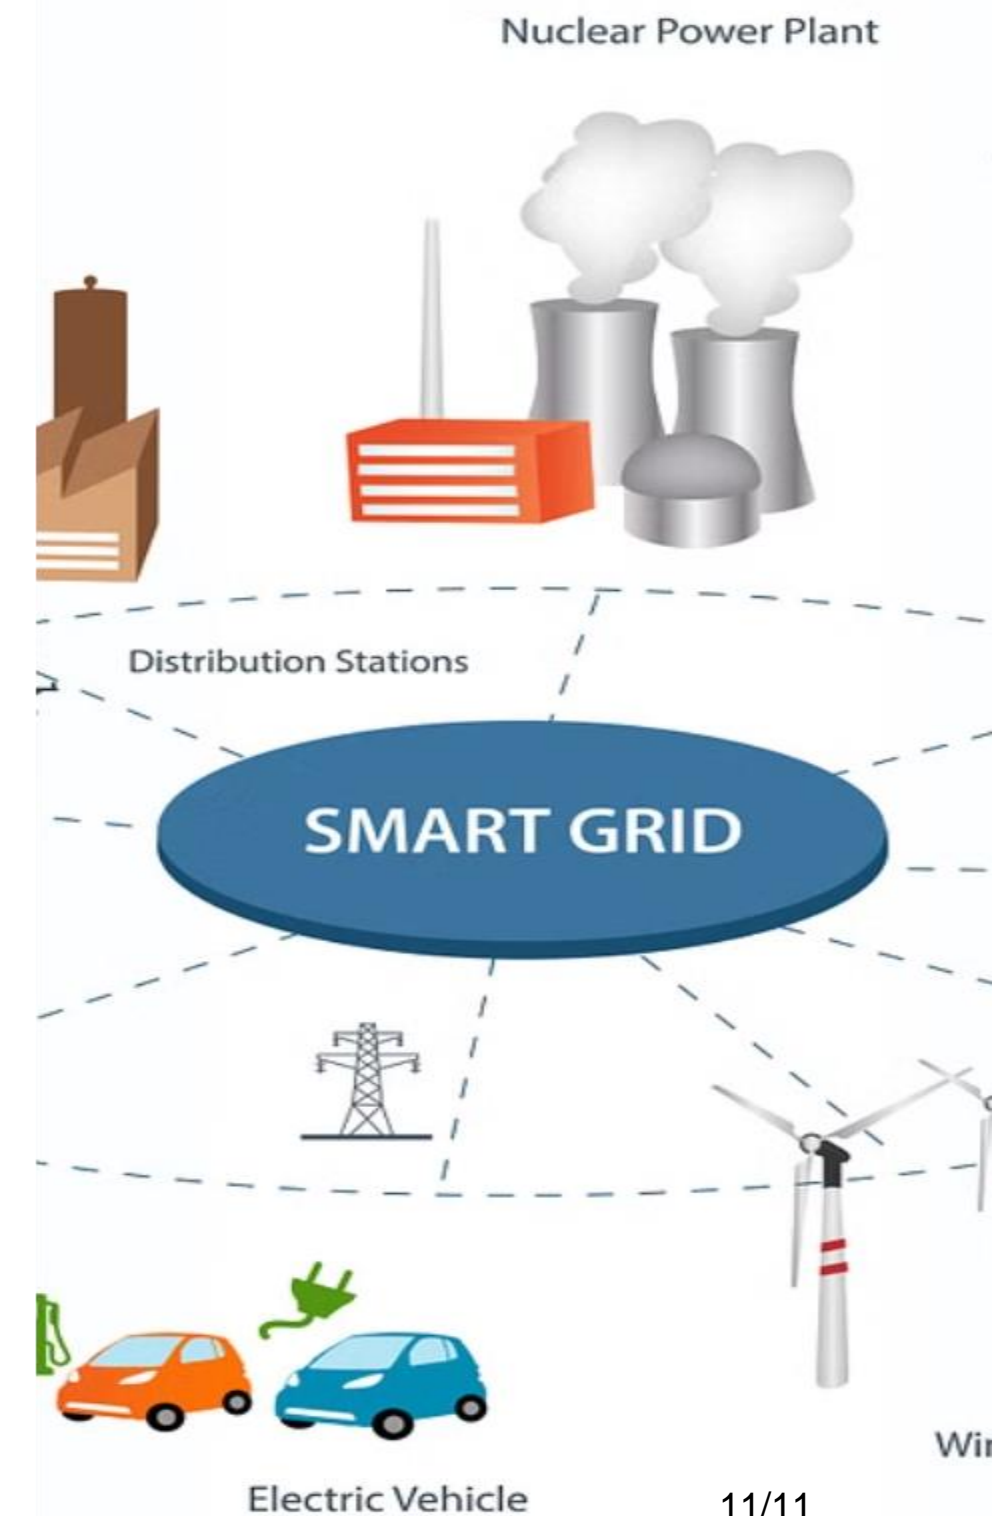 Nuclear Power Plant
Distribution Stations
SMART GRID
Electric Vehicle
11/11